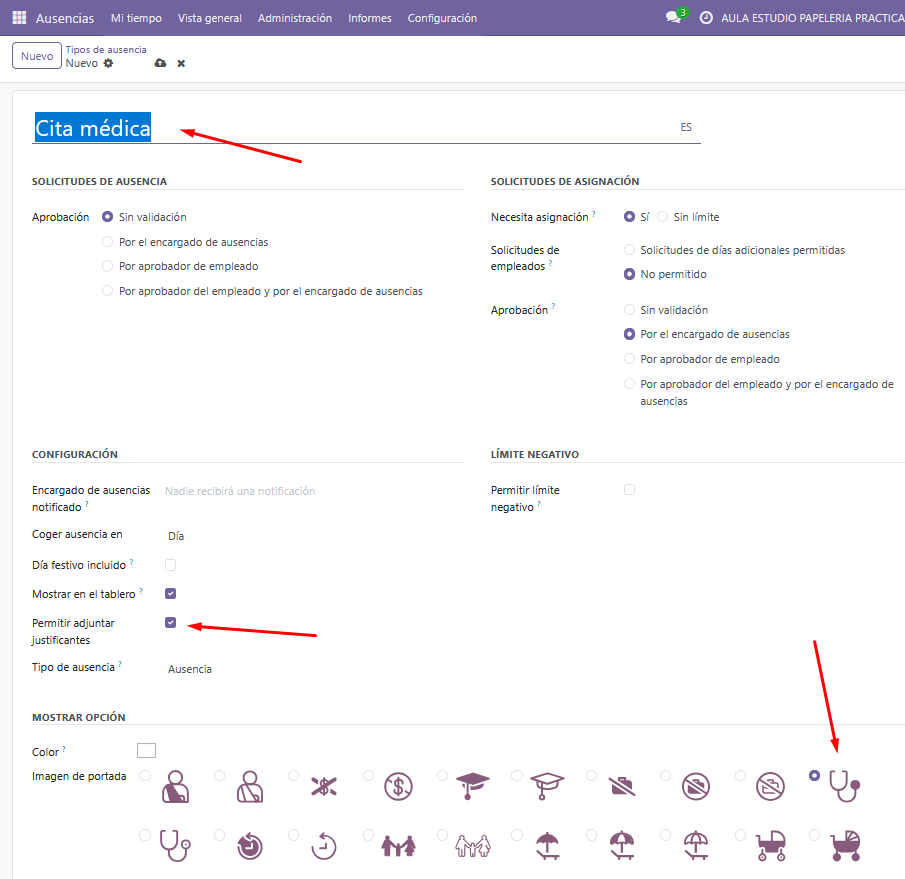 Ausencias Mi tiempo Vista general Administración Informes Configuración 3 AULA ESTUDIO PAPELERIA PRACTICA
Nuevo Tipos de ausencia
Nuevo
Cita médica ES
SOLICITUDES DE AUSENCIA
Aprobación Sin validación
Por el encargado de ausencias
Por aprobador de empleado
Por aprobador del empleado y por el encargado de ausencias
SOLICITUDES DE ASIGNACIÓN
Necesita asignación ? Sí Sin límite
Solicitudes de empleados ? Solicitudes de días adicionales permitidas
No permitido
Aprobación ? Sin validación
Por el encargado de ausencias
Por aprobador de empleado
Por aprobador del empleado y por el encargado de
ausencias
CONFIGURACIÓN
Encargado de ausencias Nadie recibirá una notificación
notificado ?
Coger ausencia en Día
Día festivo incluido ?
Mostrar en el tablero ?
Permitir adjuntar
justificantes
Tipo de ausencia ? Ausencia
LÍMITE NEGATIVO
Permitir límite
negativo ?
MOSTRAR OPCIÓN
Color ?
Imagen de portada